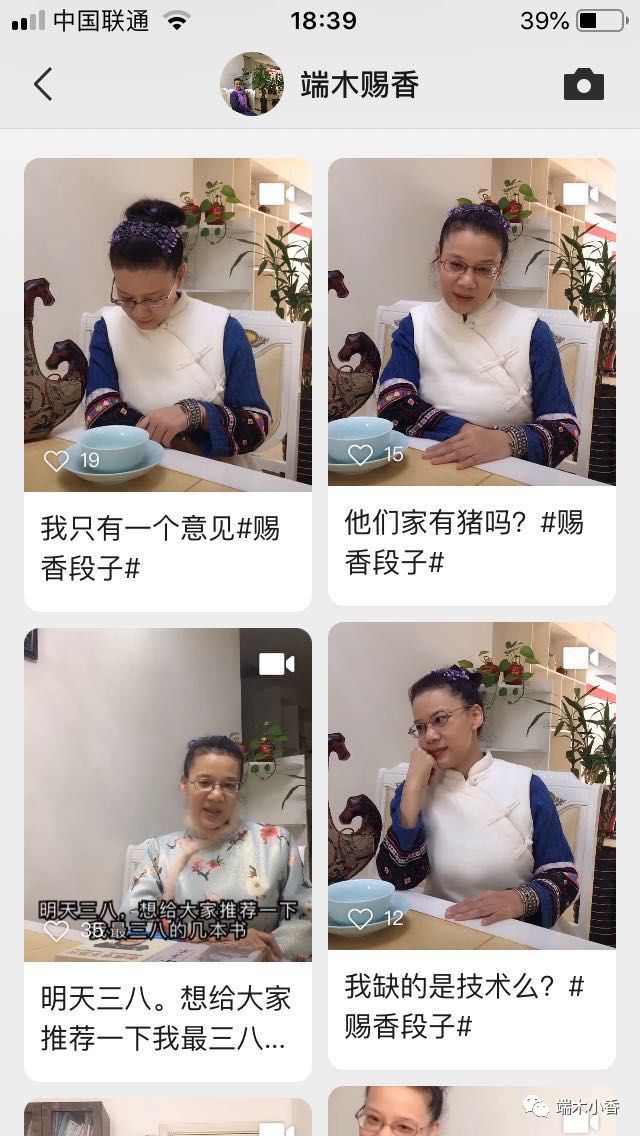 中国联通
18:39
39%
端木赐香
19
我只有一个意见#赐
香段子#
15
他们家有猪吗？#赐
香段子#
明天三八，想给大家推荐一下
我最三八的几本书
明天三八。想给大家
推荐一下我最三八...
12
我缺的是技术么？#
赐香段子#
端木小香